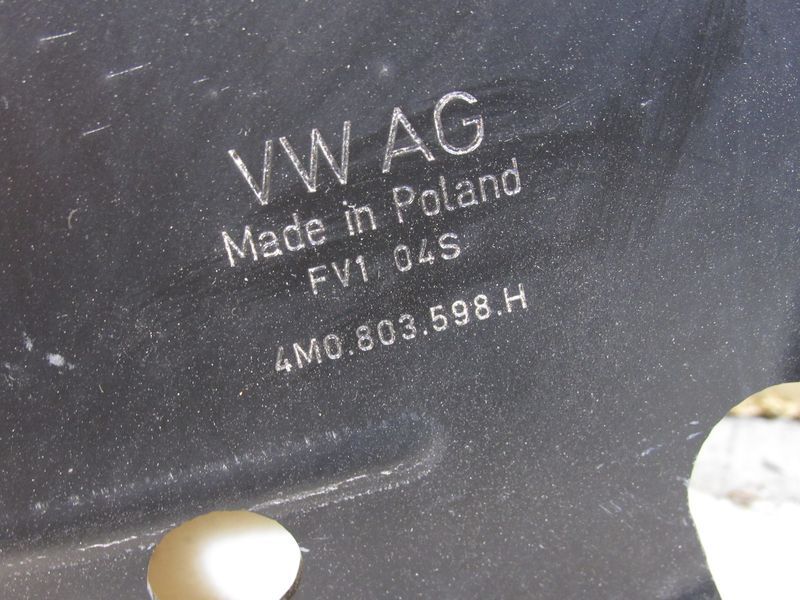 VW AG
Made in Poland
FV1 04S
4M0.803.598.H